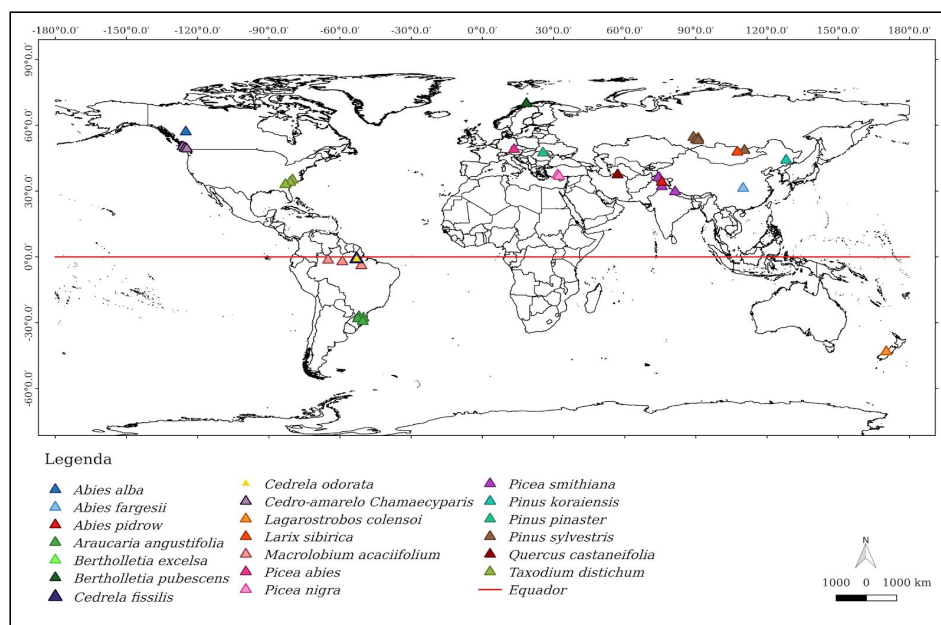 -180°0.0' -150°0.0' -120°0.0' -90°0.0' -60°0.0' -30°0.0' 0°0.0' 30°0.0' 60°0.0' 90°0.0' 120°0.0' 150°0.0' 180°0.0'
90°0.0'
60°0.0'
30°0.0'
0°0.0'
-30°0.0'
-60°0.0'
Legenda
Abies alba
Abies fargesii
Abies pidrow
Araucaria angustifolia
Bertholletia excelsa
Bertholletia pubescens
Cedrela fissilis
Cedrela odorata
Cedro-amarelo Chamaecyparis
Lagarostrobos colensoi
Larix sibirica
Macrolobium acaciifolium
Picea abies
Picea nigra
Picea smithiana
Pinus koraiensis
Pinus pinaster
Pinus sylvestris
Quercus castaneifolia
Taxodium distichum
Equador
N
1000 0 1000 km